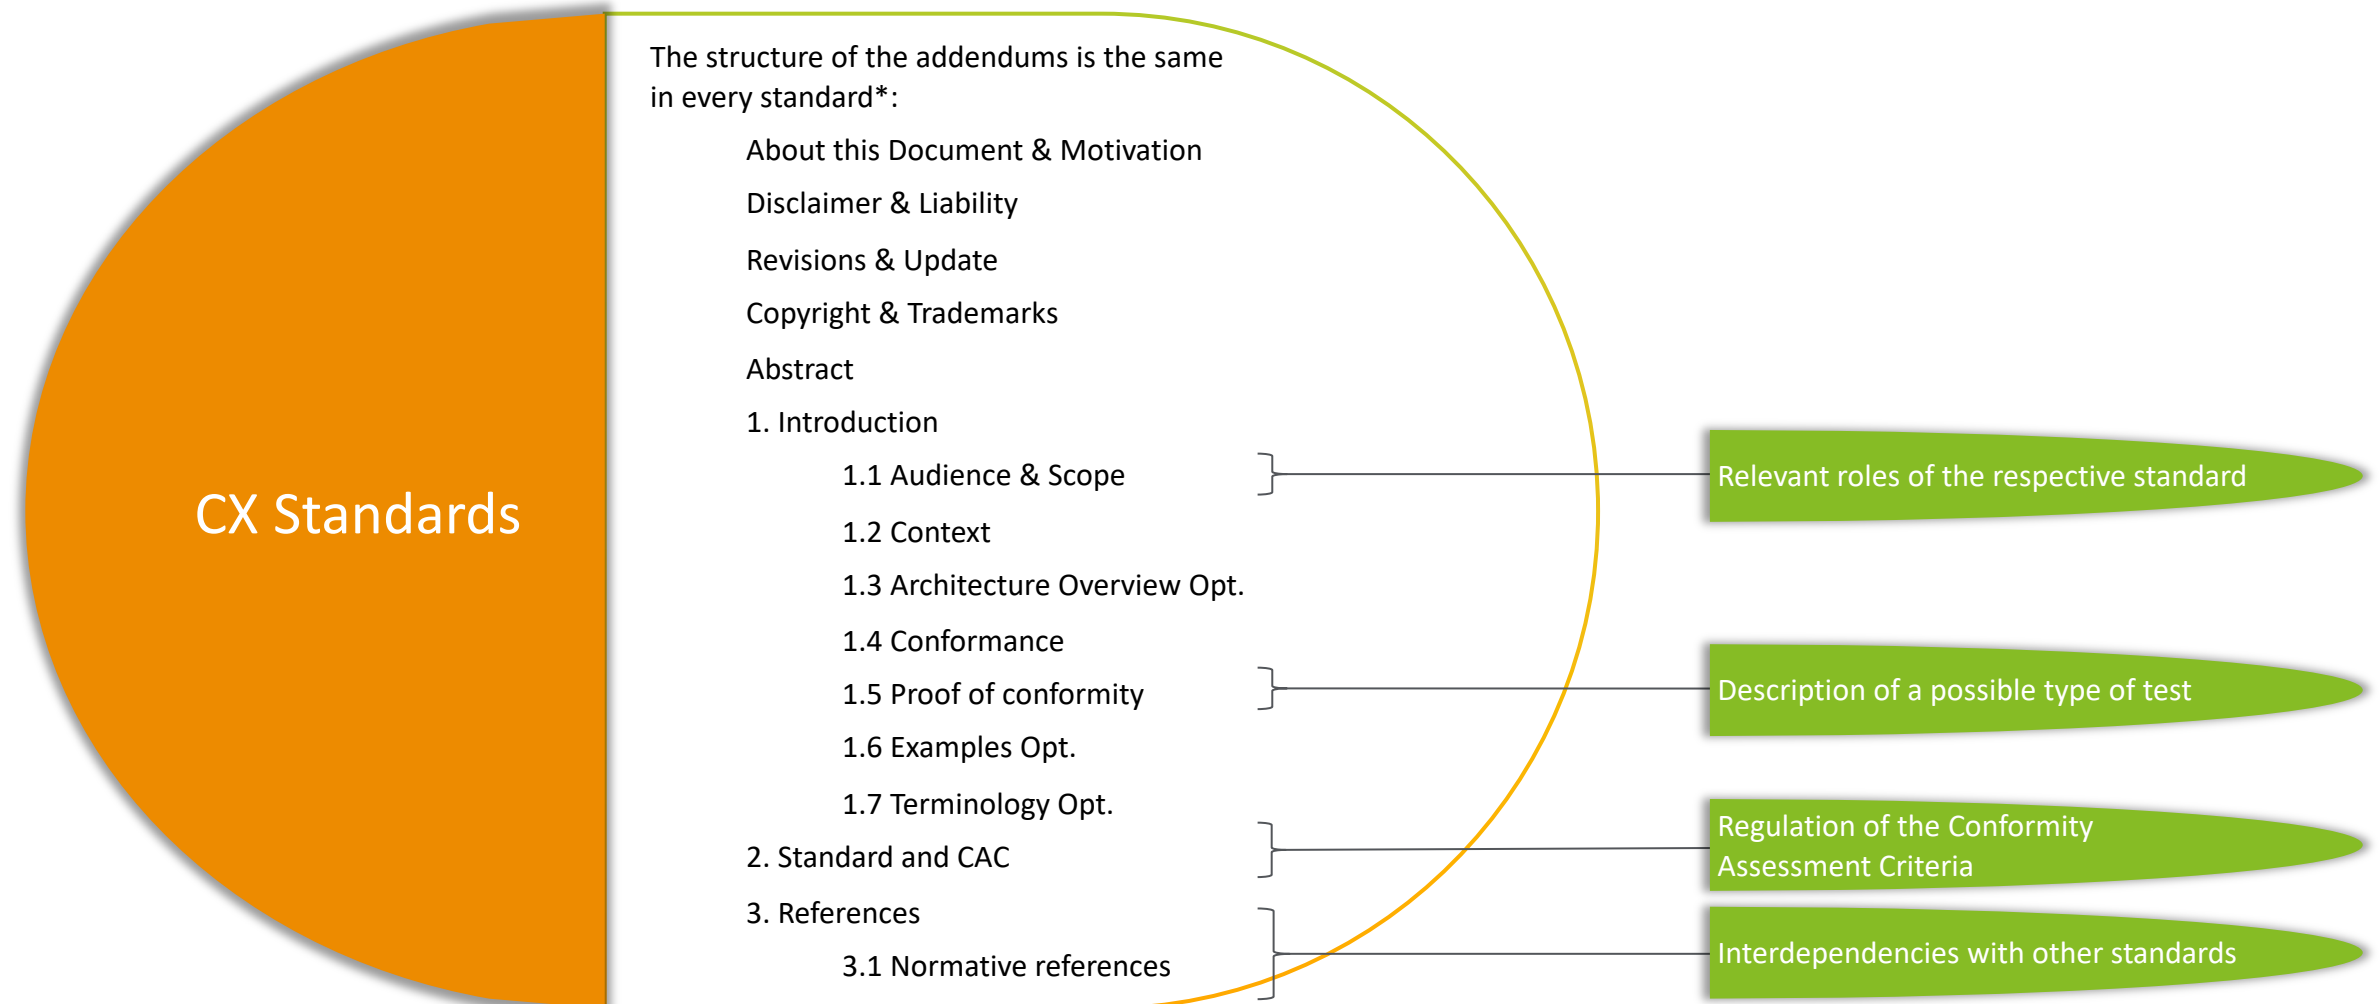 CX Standards
The structure of the addendums is the same
in every standard*:
About this Document & Motivation
Disclaimer & Liability
Revisions & Update
Copyright & Trademarks
Abstract
1. Introduction
1.1 Audience & Scope
1.2 Context
1.3 Architecture Overview Opt.
1.4 Conformance
1.5 Proof of conformity
1.6 Examples Opt.
1.7 Terminology Opt.
2. Standard and CAC
3. References
3.1 Normative references
Relevant roles of the respective standard
Description of a possible type of test
Regulation of the Conformity
Assessment Criteria
Interdependencies with other standards